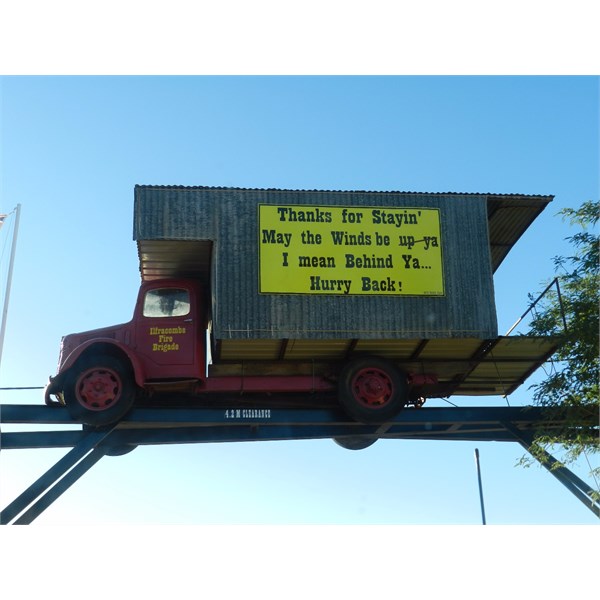 Thanks for Stayin'
May the Winds be up ya
I mean Behind Ya...
Hurry Back!
Ilfracombe
Fire
Brigade
4.2 M CLEARANCE